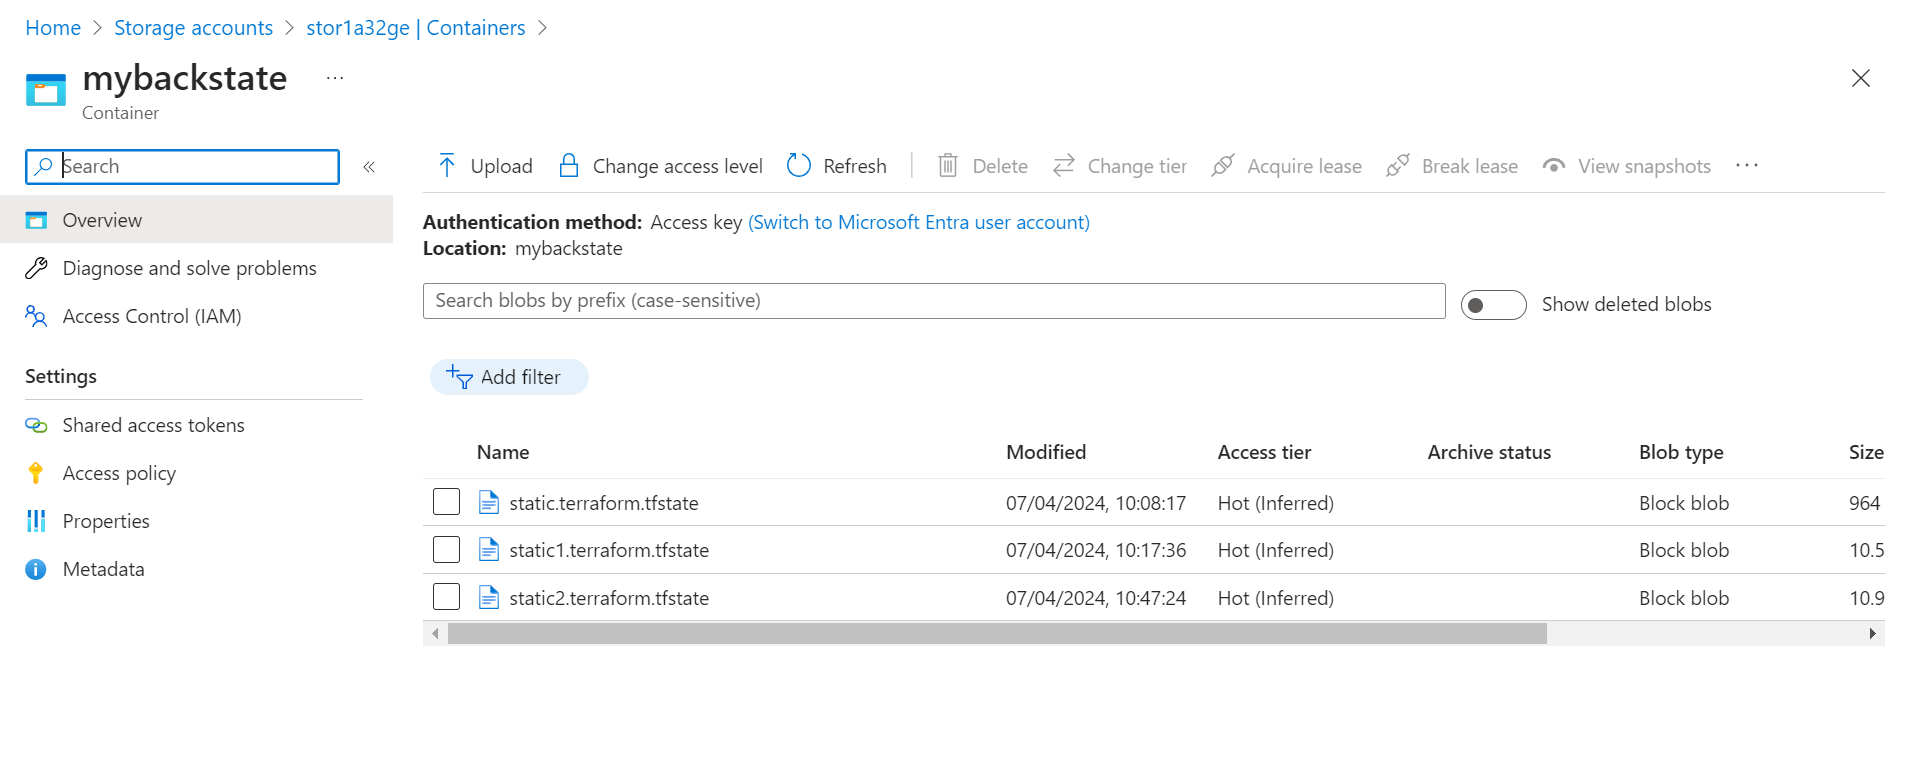 Home > Storage accounts > stor1a32ge | Containers >
mybackstate ...
Container
Search «
Upload Change access level Refresh Delete Change tier Acquire lease Break lease View snapshots ...
Overview
Diagnose and solve problems
Access Control (IAM)
Settings
Shared access tokens
Access policy
Properties
Metadata
Authentication method: Access key (Switch to Microsoft Entra user account)
Location: mybackstate
Search blobs by prefix (case-sensitive)
Show deleted blobs
Add filter
Name Modified Access tier Archive status Blob type Size
static.terraform.tfstate 07/04/2024, 10:08:17 Hot (Inferred) Block blob 964
static1.terraform.tfstate 07/04/2024, 10:17:36 Hot (Inferred) Block blob 10.5
static2.terraform.tfstate 07/04/2024, 10:47:24 Hot (Inferred) Block blob 10.9